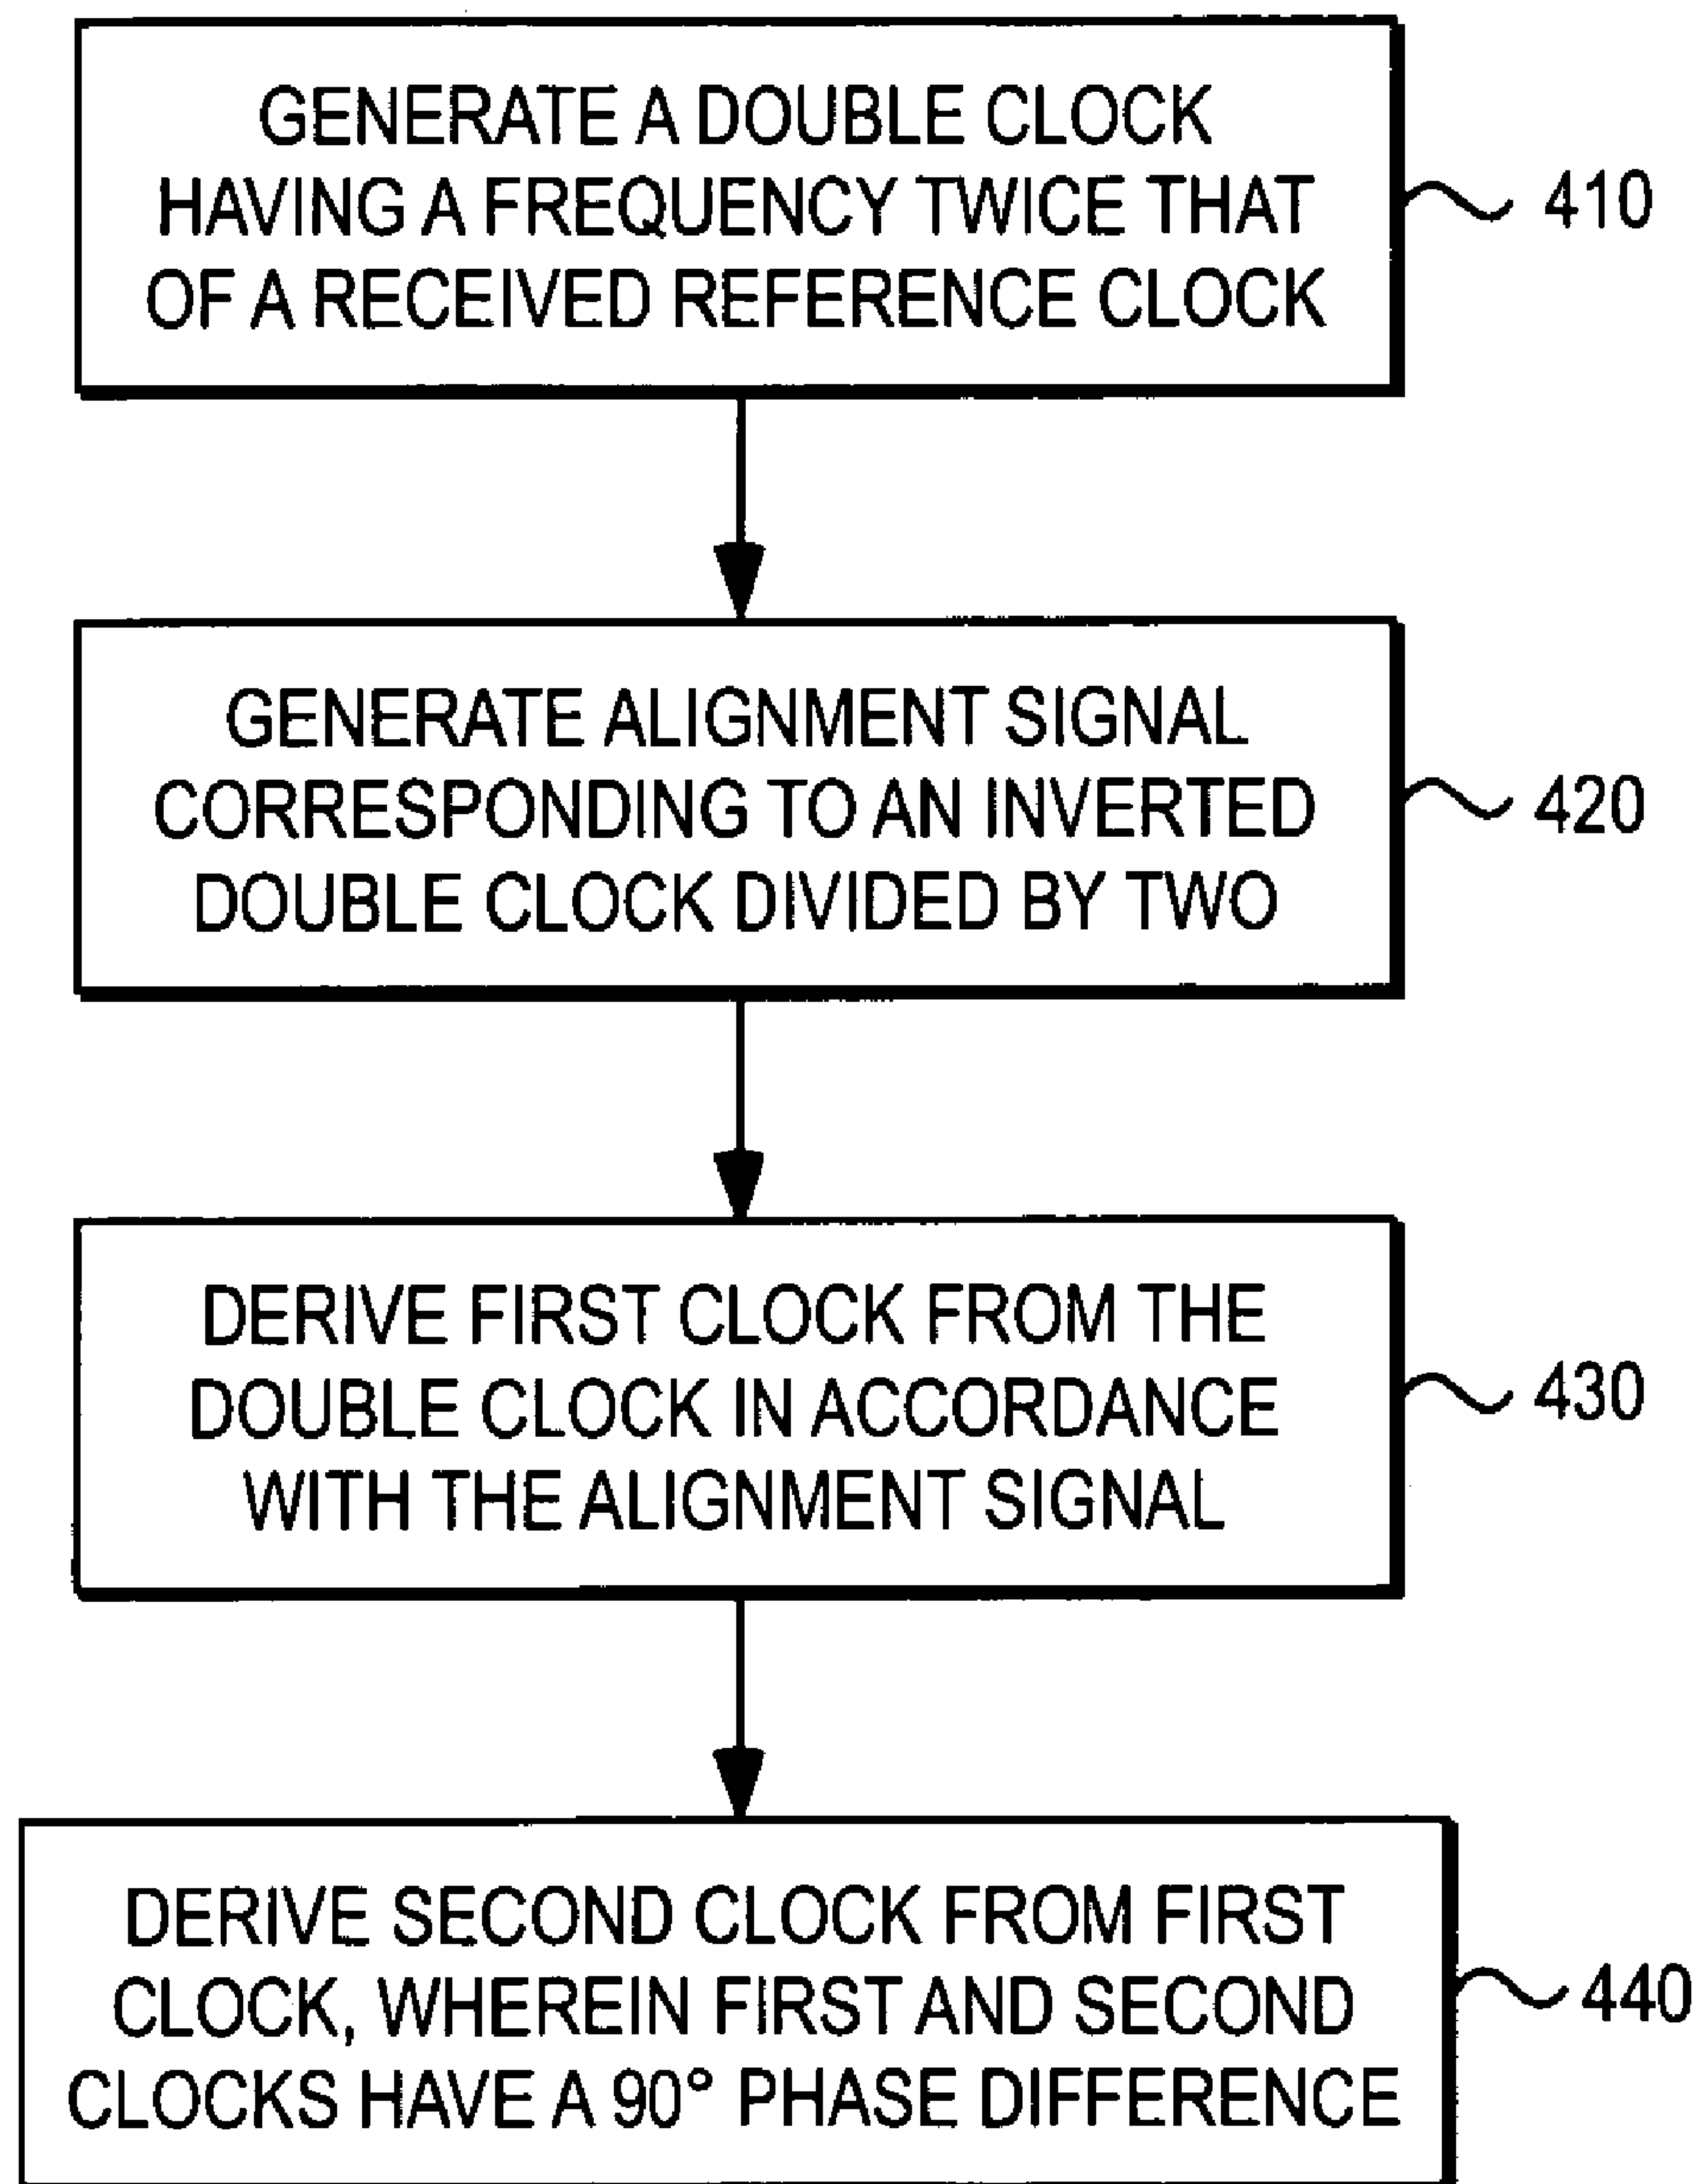 GENERATE A DOUBLE CLOCK
HAVING A FREQUENCY TWICE THAT
OF A RECEIVED REFERENCE CLOCK
410
GENERATE ALIGNMENT SIGNAL
CORRESPONDING TO AN INVERTED
DOUBLE CLOCK DIVIDED BY TWO
420
DERIVE FIRST CLOCK FROM THE
DOUBLE CLOCK IN ACCORDANCE
WITH THE ALIGNMENT SIGNAL
430
DERIVE SECOND CLOCK FROM FIRST
CLOCK, WHEREIN FIRST AND SECOND
CLOCKS HAVE A 90° PHASE DIFFERENCE
440